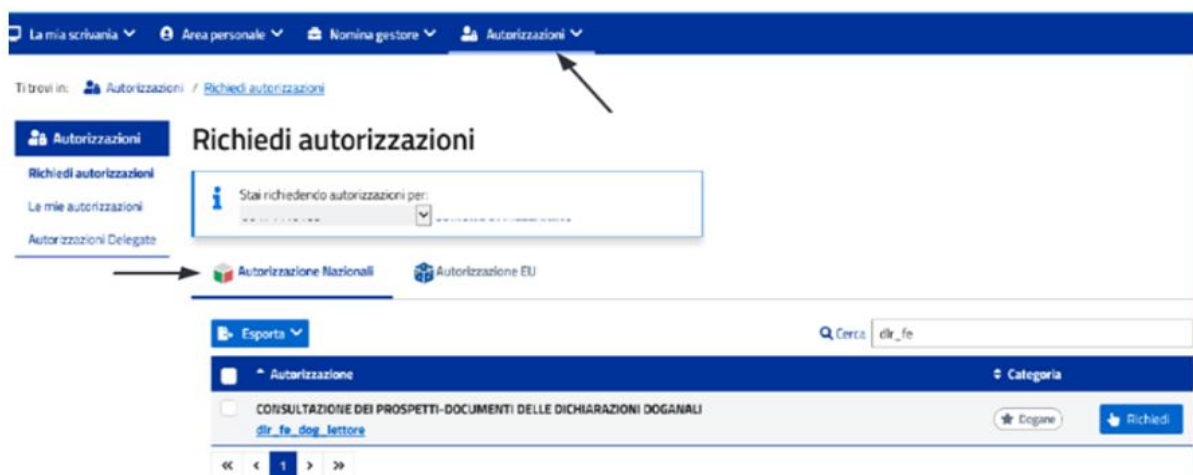 La mia scrivania Area personale Nomina gestore Autorizzazioni
Ti trovi in: Autorizzazioni / Richiedi autorizzazioni
Autorizzazioni
Richiedi autorizzazioni
Le mie autorizzazioni
Autorizzazioni Delegate
Richiedi autorizzazioni
Stai richiedendo autorizzazioni per:
Autorizzazione Nazionali Autorizzazione EU
Esporta Cerca dlr_fe
Autorizzazione Categoria
CONSULTAZIONE DEI PROSPETTI-DOCUMENTI DELLE DICHIARAZIONI DOGANALI
dlr_fe_dog_lettore Dogane Richiedi
« < 1 > »